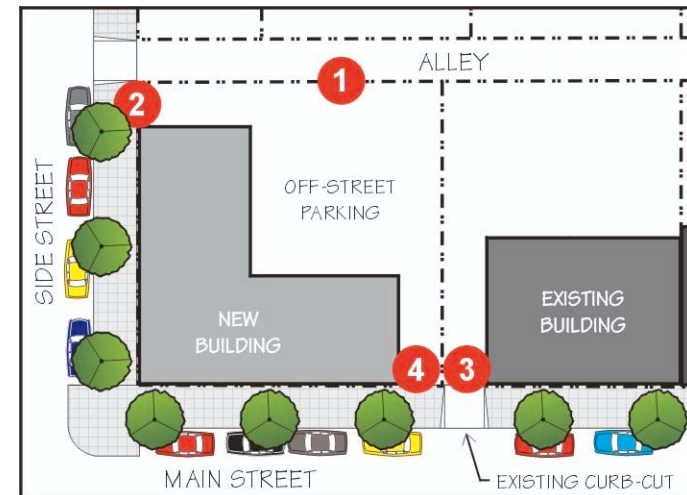 ALLEY
1
2
OFF-STREET
PARKING
SIDE STREET
NEW
BUILDING
EXISTING
BUILDING
4
3
MAIN STREET
EXISTING CURB-CUT